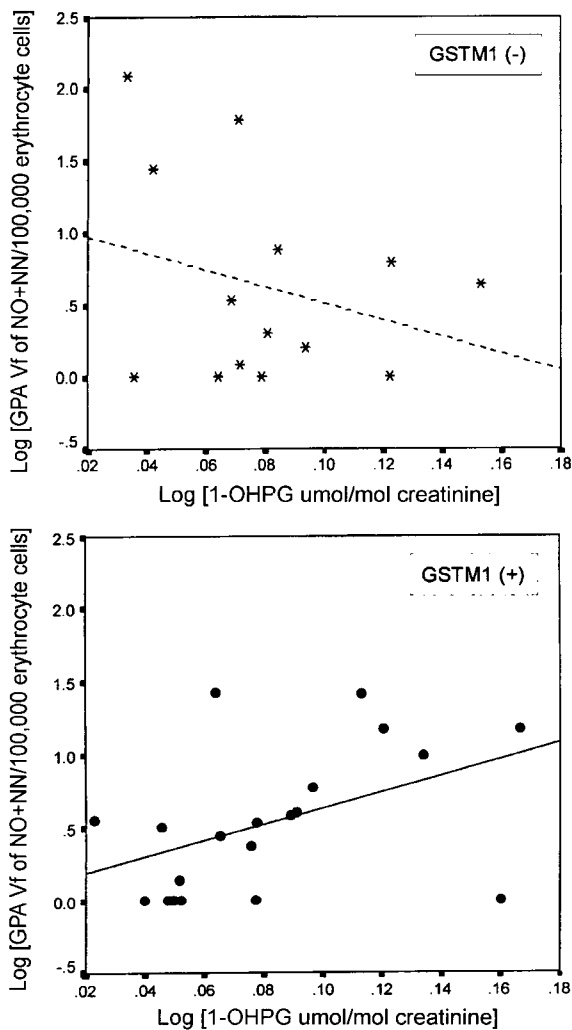 Log [GPA Vf of NO+NN/100,000 erythrocyte cells]
2.5
2.0
1.5
1.0
.5
0.0
-.5
GSTM1 (-)
.02 .04 .06 .08 .10 .12 .14 .16 .18
Log [1-OHPG umol/mol creatinine]
Log [GPA Vf of NO+NN/100,000 erythrocyte cells]
2.5
2.0
1.5
1.0
.5
0.0
-.5
GSTM1 (+)
.02 .04 .06 .08 .10 .12 .14 .16 .18
Log [1-OHPG umol/mol creatinine]